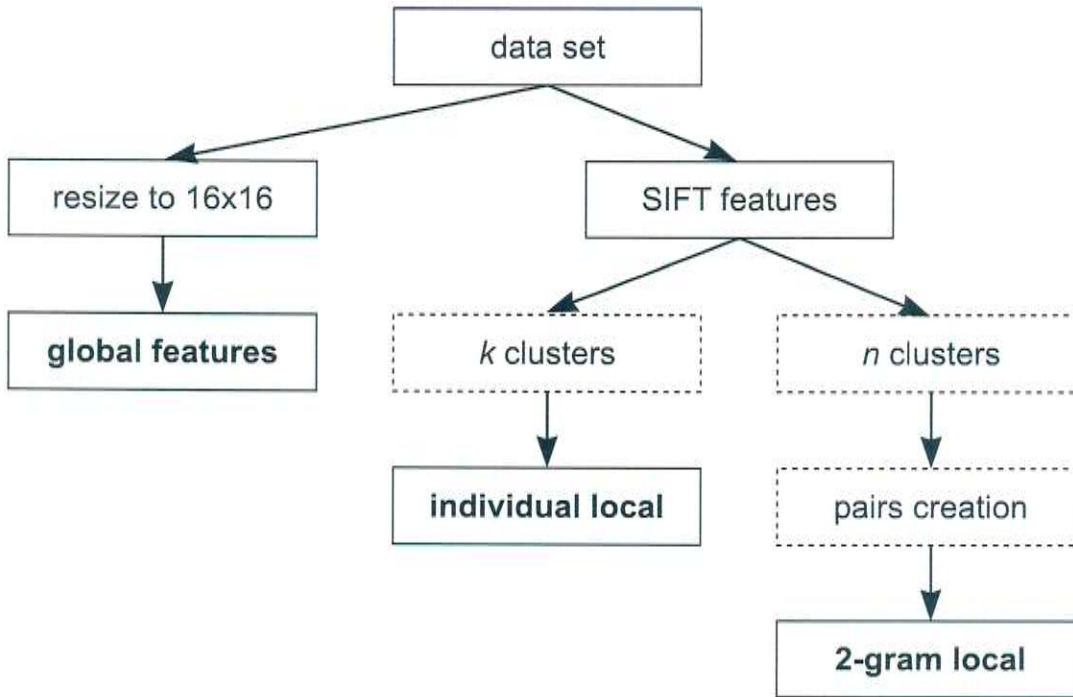 data set
resize to 16x16
SIFT features
global features
k clusters
n clusters
individual local
pairs creation
2-gram local